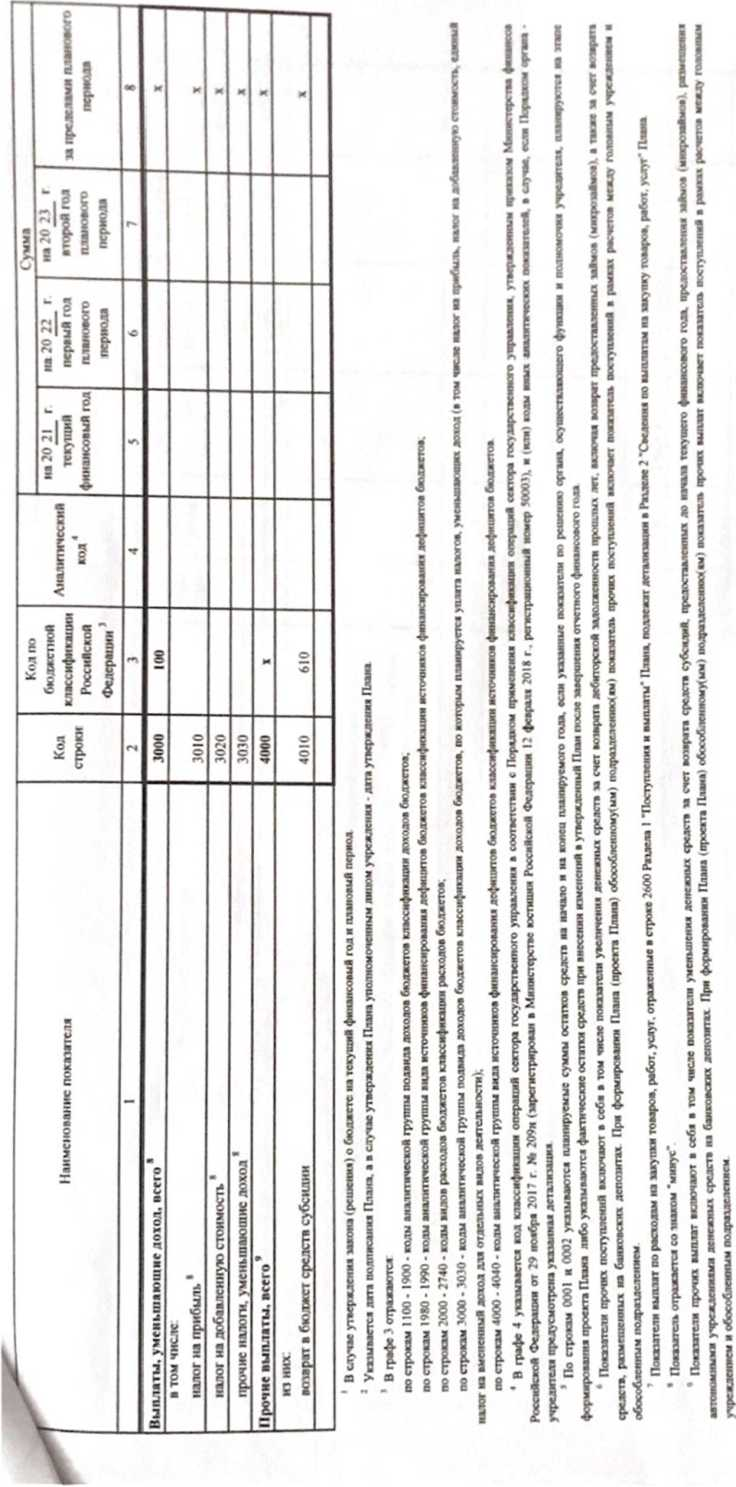 Наименование показателя
Код строки
Код по бюджетной классификации Российской Федерации 3
Аналитический код 4
Сумма
на 20 21 г. текущий финансовый год
на 20 22 г. первый год планового периода
на 20 23 г. второй год планового периода
за пределами планового периода
1 2 3 4 5 6 7 8
Выплаты, уменьшающие доход, всего 8 3000 100 x
в том числе:
налог на прибыль 8 3010 x
налог на добавленную стоимость 8 3020 x
прочие налоги, уменьшающие доход 8 3030 x
Прочие выплаты, всего 9 4000 x x
из них:
возврат в бюджет средств субсидии 4010 610 x
1 В случае утверждения закона (решения) о бюджете на текущий финансовый год и плановый период.
2 Указывается дата подписания Плана, а в случае утверждения Плана уполномоченным лицом учреждения - дата утверждения Плана.
3 В графе 3 отражаются:
по строкам 1100 - 1900 - коды аналитической группы подвида доходов бюджетов классификации доходов бюджетов;
по строкам 1980 - 1990 - коды аналитической группы вида источников финансирования дефицитов бюджетов классификации источников финансирования дефицитов бюджетов;
по строкам 2000 - 2740 - коды видов расходов бюджетов классификации расходов бюджетов;
по строкам 3000 - 3030 - коды аналитической группы подвида доходов бюджетов классификации доходов бюджетов, по которым планируется уплата налогов, уменьшающих доход (в том числе налог на прибыль, налог на добавленную стоимость, единый
налог на вмененный доход для отдельных видов деятельности);
по строкам 4000 - 4040 - коды аналитической группы вида источников финансирования дефицитов бюджетов классификации источников финансирования дефицитов бюджетов.
4 В графе 4 указывается код классификации операций сектора государственного управления в соответствии с Порядком применения классификации операций сектора государственного управления, утвержденным приказом Министерства финансов
Российской Федерации от 29 ноября 2017 г. № 209н (зарегистрирован в Министерстве юстиции Российской Федерации 12 февраля 2018 г., регистрационный номер 50003), и (или) коды иных аналитических показателей, в случае, если Порядком органа -
учредителя предусмотрена указанная детализация.
5 По строкам 0001 и 0002 указываются планируемые суммы остатков средств на начало и на конец планируемого года, если указанные показатели по решению органа, осуществляющего функции и полномочия учредителя, планируются на этапе
формирования проекта Плана либо указываются фактические остатки средств при внесении изменений в утвержденный План после завершения отчетного финансового года.
6 Показатели прочих поступлений включают в себя в том числе показатели увеличения денежных средств за счет возврата дебиторской задолженности прошлых лет, включая возврат предоставленных займов (микрозаймов), а также за счет возврата
средств, размещенных на банковских депозитах. При формировании Плана (проекта Плана) обособленному(ым) подразделению(ям) показатель прочих поступлений включает показатель поступлений в рамках расчетов между головным учреждением и
обособленным подразделением.
7 Показатели выплат по расходам на закупки товаров, работ, услуг, отраженные в строке 2600 Раздела 1 "Поступления и выплаты" Плана, подлежат детализации в Разделе 2 "Сведения по выплатам на закупку товаров, работ, услуг" Плана.
8 Показатель отражается со знаком "минус".
9 Показатели прочих выплат включают в себя в том числе показатели уменьшения денежных средств за счет возврата средств субсидий, предоставленных до начала текущего финансового года, предоставления займов (микрозаймов), размещения
автономными учреждениями денежных средств на банковских депозитах. При формировании Плана (проекта Плана) обособленному(ым) подразделению(ям) показатель прочих выплат включает показатель поступлений в рамках расчетов между головным
учреждением и обособленным подразделением.